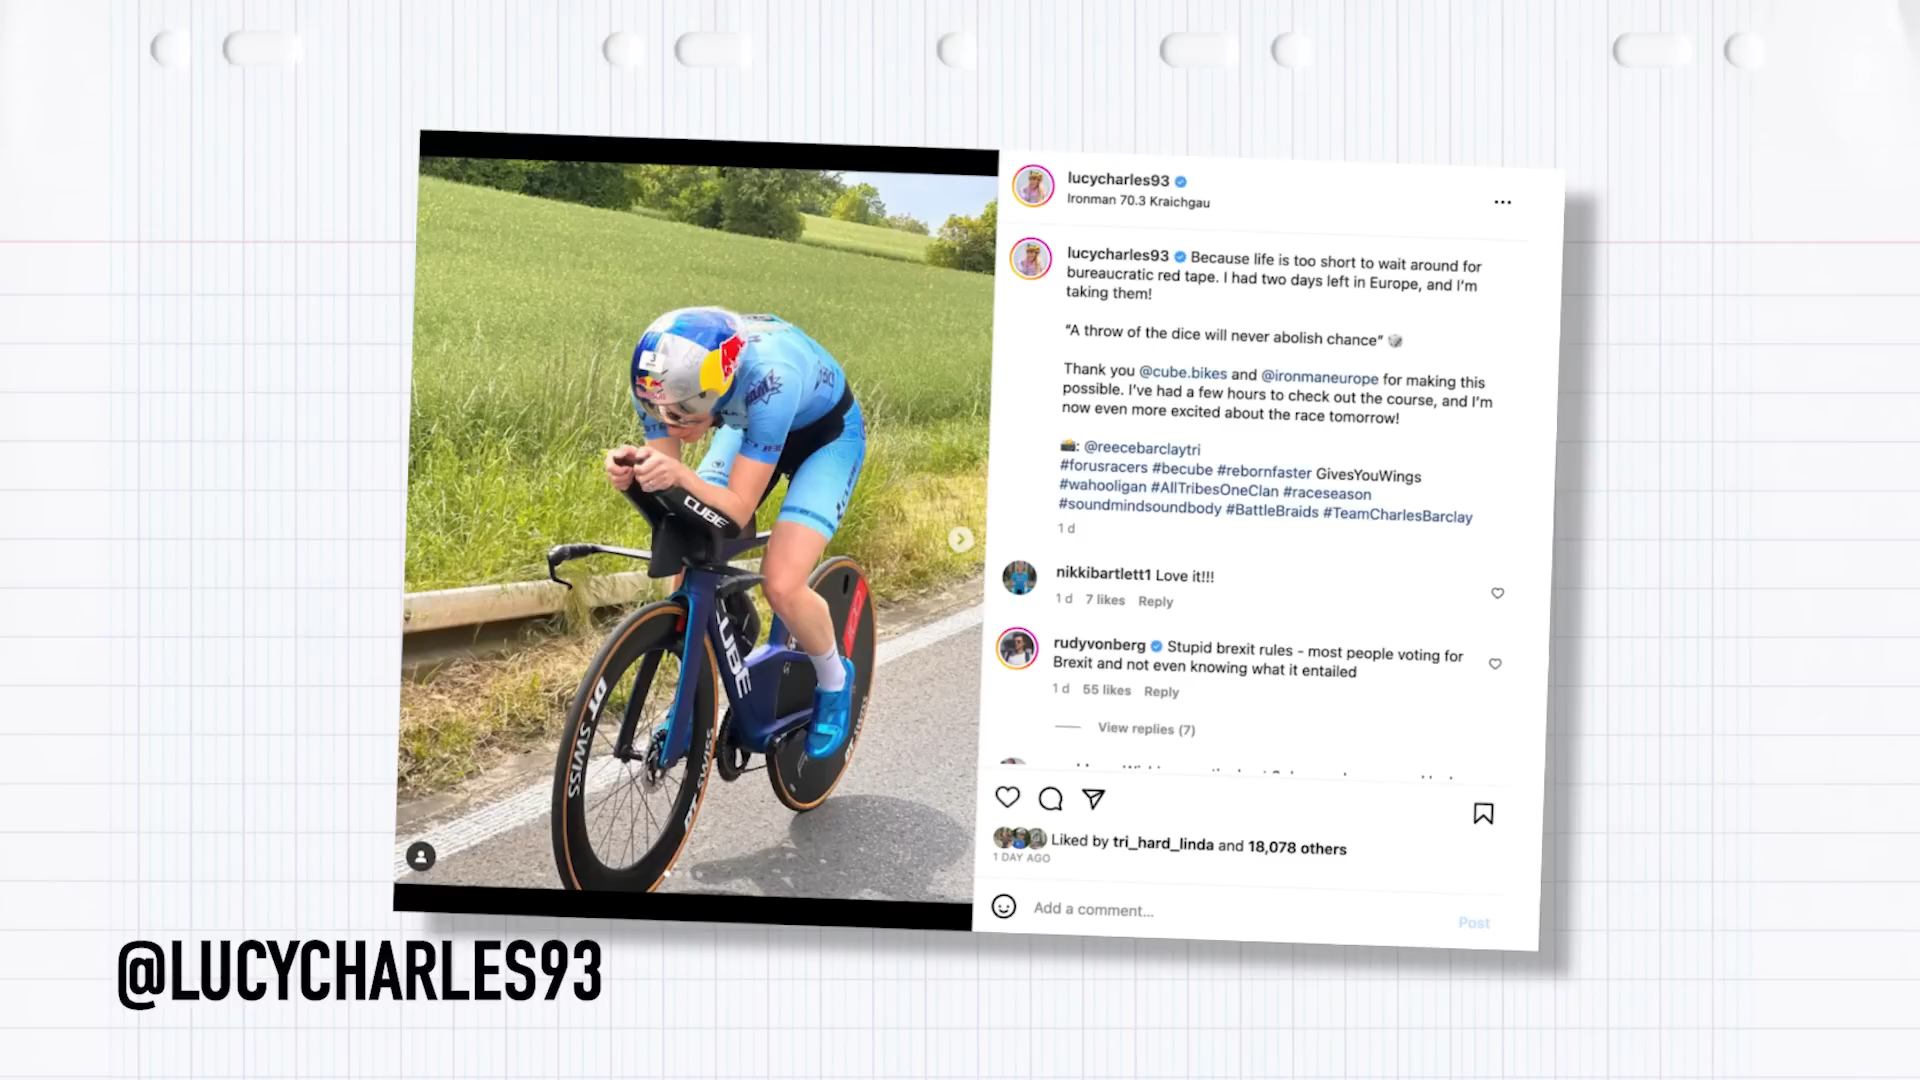 lucycharles93
Ironman 70.3 Kraichgau
lucycharles93 Because life is too short to wait around for
bureaucratic red tape. I had two days left in Europe, and I'm
taking them!
“A throw of the dice will never abolish chance” 🎲
Thank you @cube.bikes and @ironmaneurope for making this
possible. I've had a few hours to check out the course, and I'm
now even more excited about the race tomorrow!
📸: @reecebarclaytri
#forusracers #becube #rebornfaster GivesYouWings
#wahooligan #AllTribesOneClan #raceseason
#soundmindsoundbody #BattleBraids #TeamCharlesBarclay
1 d
nikkibartlett1 Love it!!!
1 d 7 likes Reply
rudyvonberg Stupid brexit rules - most people voting for
Brexit and not even knowing what it entailed
1 d 55 likes Reply
View replies (7)
Liked by tri_hard_linda and 18,078 others
1 DAY AGO
Add a comment...
Post
3
CUBE
CUBE
DT SWISS
DT SWISS
@LUCYCHARLES93